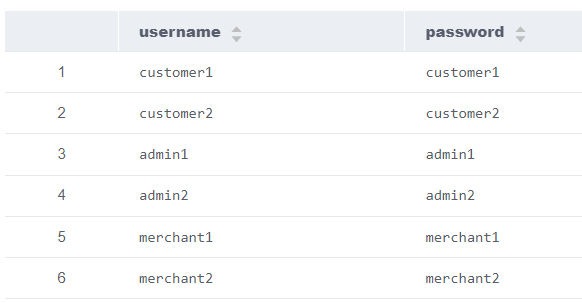 username password
1 customer1 customer1
2 customer2 customer2
3 admin1 admin1
4 admin2 admin2
5 merchant1 merchant1
6 merchant2 merchant2